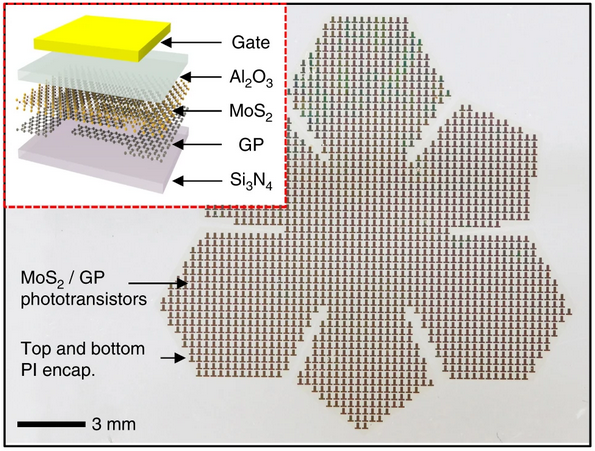 Gate
Al₂O₃
MoS₂
GP
Si₃N₄
MoS₂ / GP
phototransistors
Top and bottom
PI encap.
3 mm